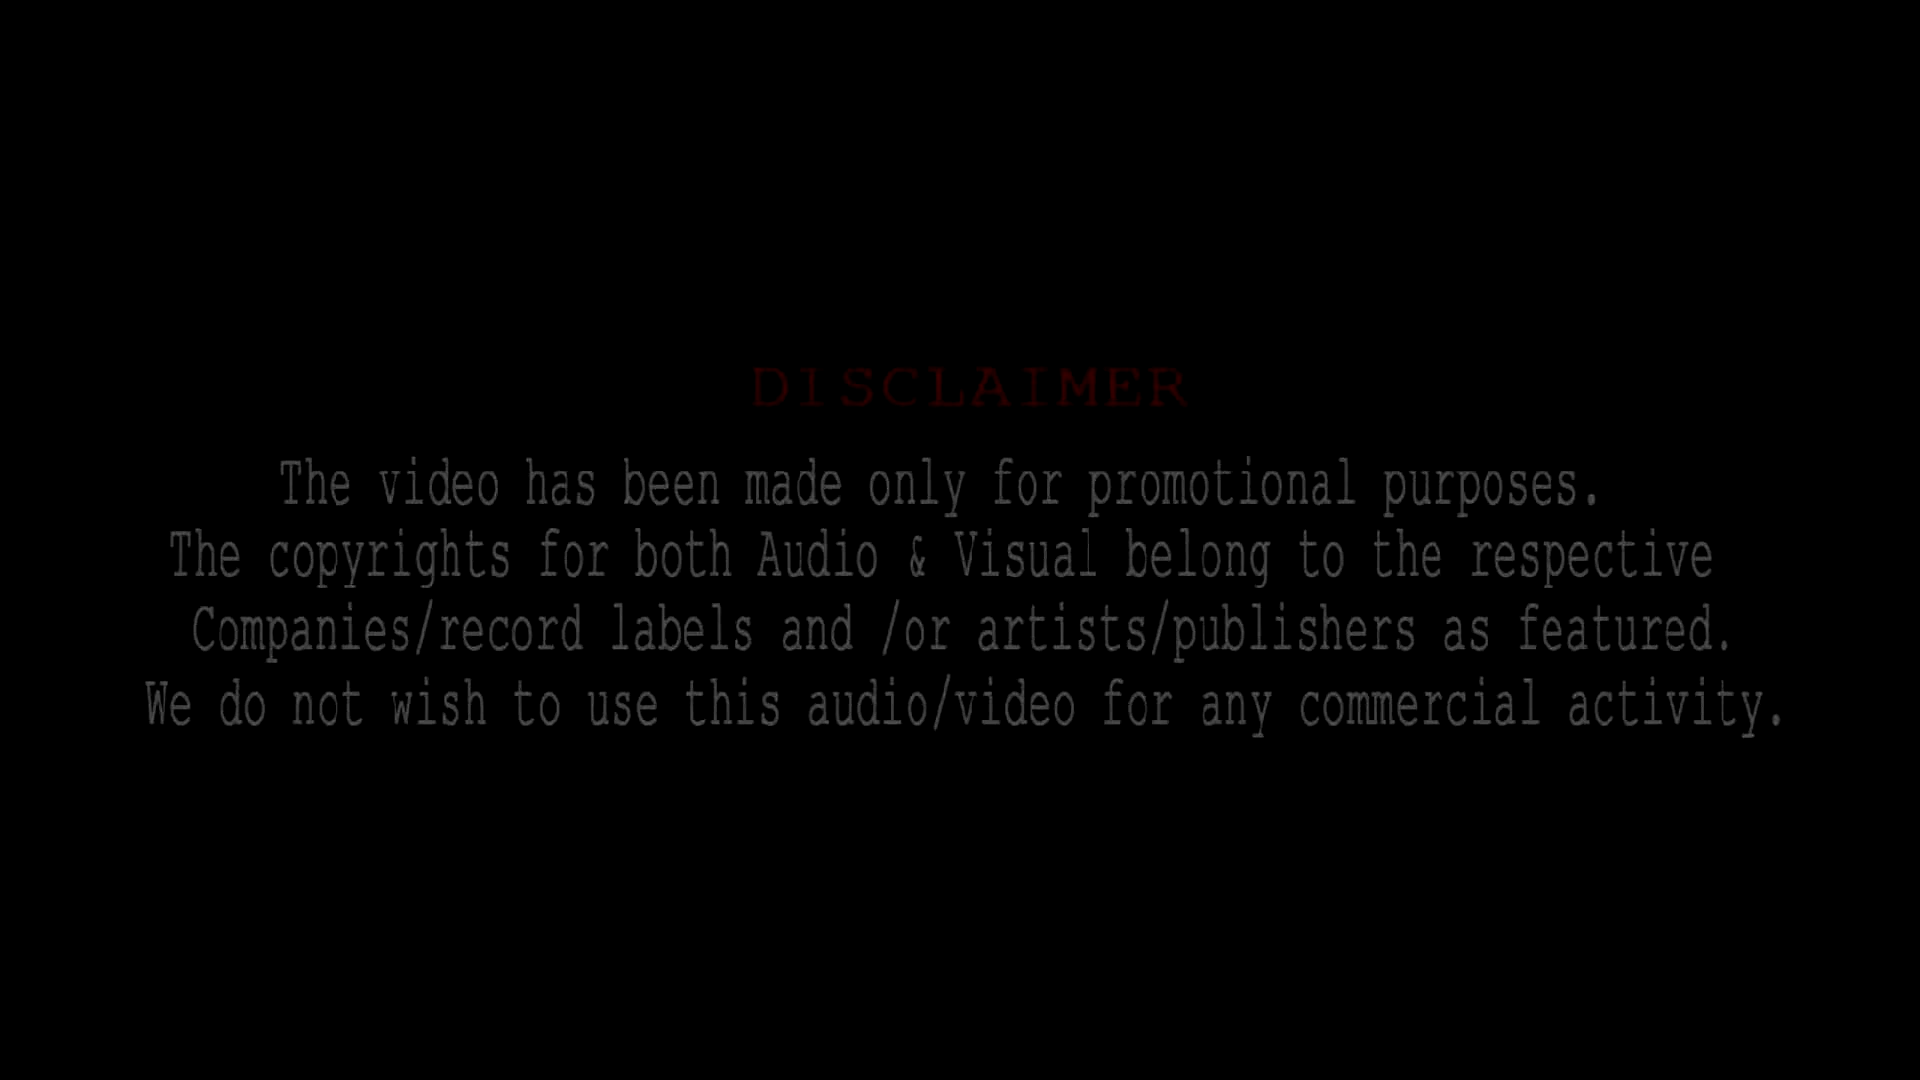 DISCLAIMER
The video has been made only for promotional purposes.
The copyrights for both Audio & Visual belong to the respective
Companies/record labels and /or artists/publishers as featured.
We do not wish to use this audio/video for any commercial activity.